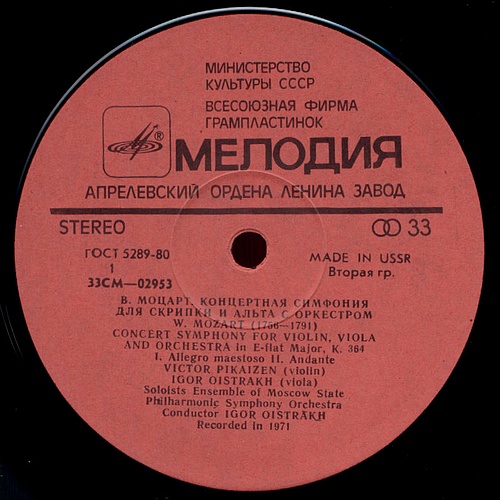 МИНИСТЕРСТВО
КУЛЬТУРЫ СССР
ВСЕСОЮЗНАЯ ФИРМА
ГРАМПЛАСТИНОК
®
МЕЛОДИЯ
АПРЕЛЕВСКИЙ ОРДЕНА ЛЕНИНА ЗАВОД
STEREO 33
ГОСТ 5289-80 MADE IN USSR
1 Вторая гр.
33СМ—02953
В. МОЦАРТ. КОНЦЕРТНАЯ СИМФОНИЯ
ДЛЯ СКРИПКИ И АЛЬТА С ОРКЕСТРОМ
W. MOZART (1756—1791)
CONCERT SYMPHONY FOR VIOLIN, VIOLA
AND ORCHESTRA in E-flat Major, K. 364
I. Allegro maestoso II. Andante
VICTOR PIKAIZEN (violin)
IGOR OISTRAKH (viola)
Soloists Ensemble of Moscow State
Philharmonic Symphony Orchestra
Conductor IGOR OISTRAKH
Recorded in 1971